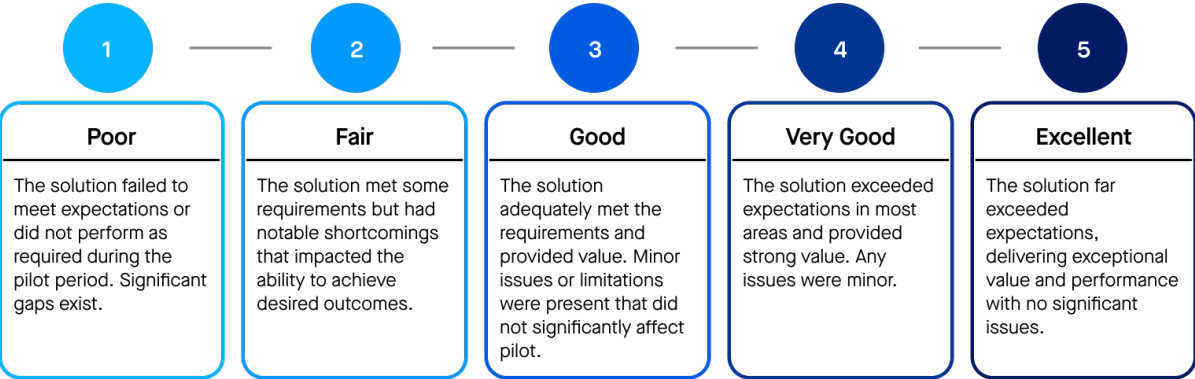 1
2
3
4
5
Poor
The solution failed to
meet expectations or
did not perform as
required during the
pilot period. Significant
gaps exist.
Fair
The solution met some
requirements but had
notable shortcomings
that impacted the
ability to achieve
desired outcomes.
Good
The solution
adequately met the
requirements and
provided value. Minor
issues or limitations
were present that did
not significantly affect
pilot.
Very Good
The solution exceeded
expectations in most
areas and provided
strong value. Any
issues were minor.
Excellent
The solution far
exceeded
expectations,
delivering exceptional
value and performance
with no significant
issues.